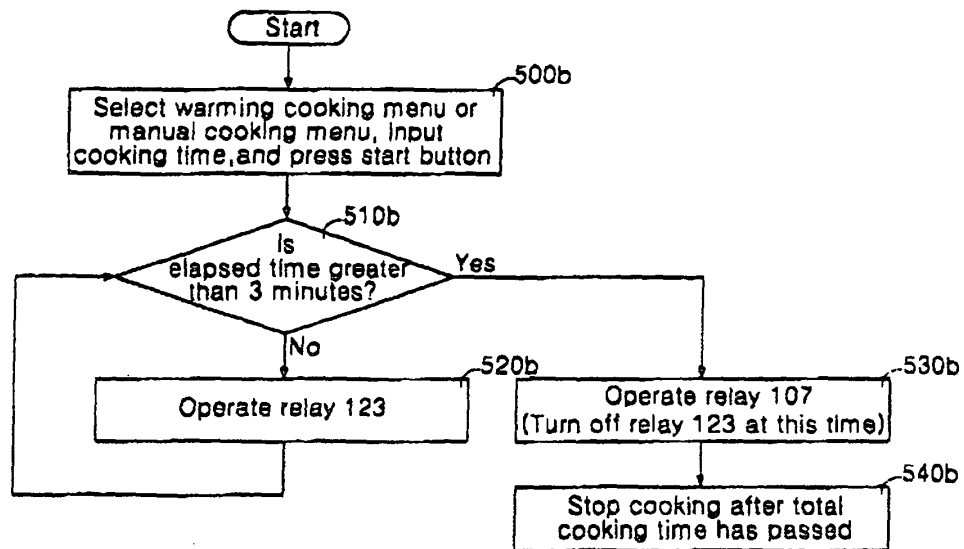 Start
500b
Select warming cooking menu or
manual cooking menu, input
cooking time,and press start button
510b
Is
elapsed time greater
than 3 minutes?
Yes
No
520b
Operate relay 123
530b
Operate relay 107
(Turn off relay 123 at this time)
540b
Stop cooking after total
cooking time has passed